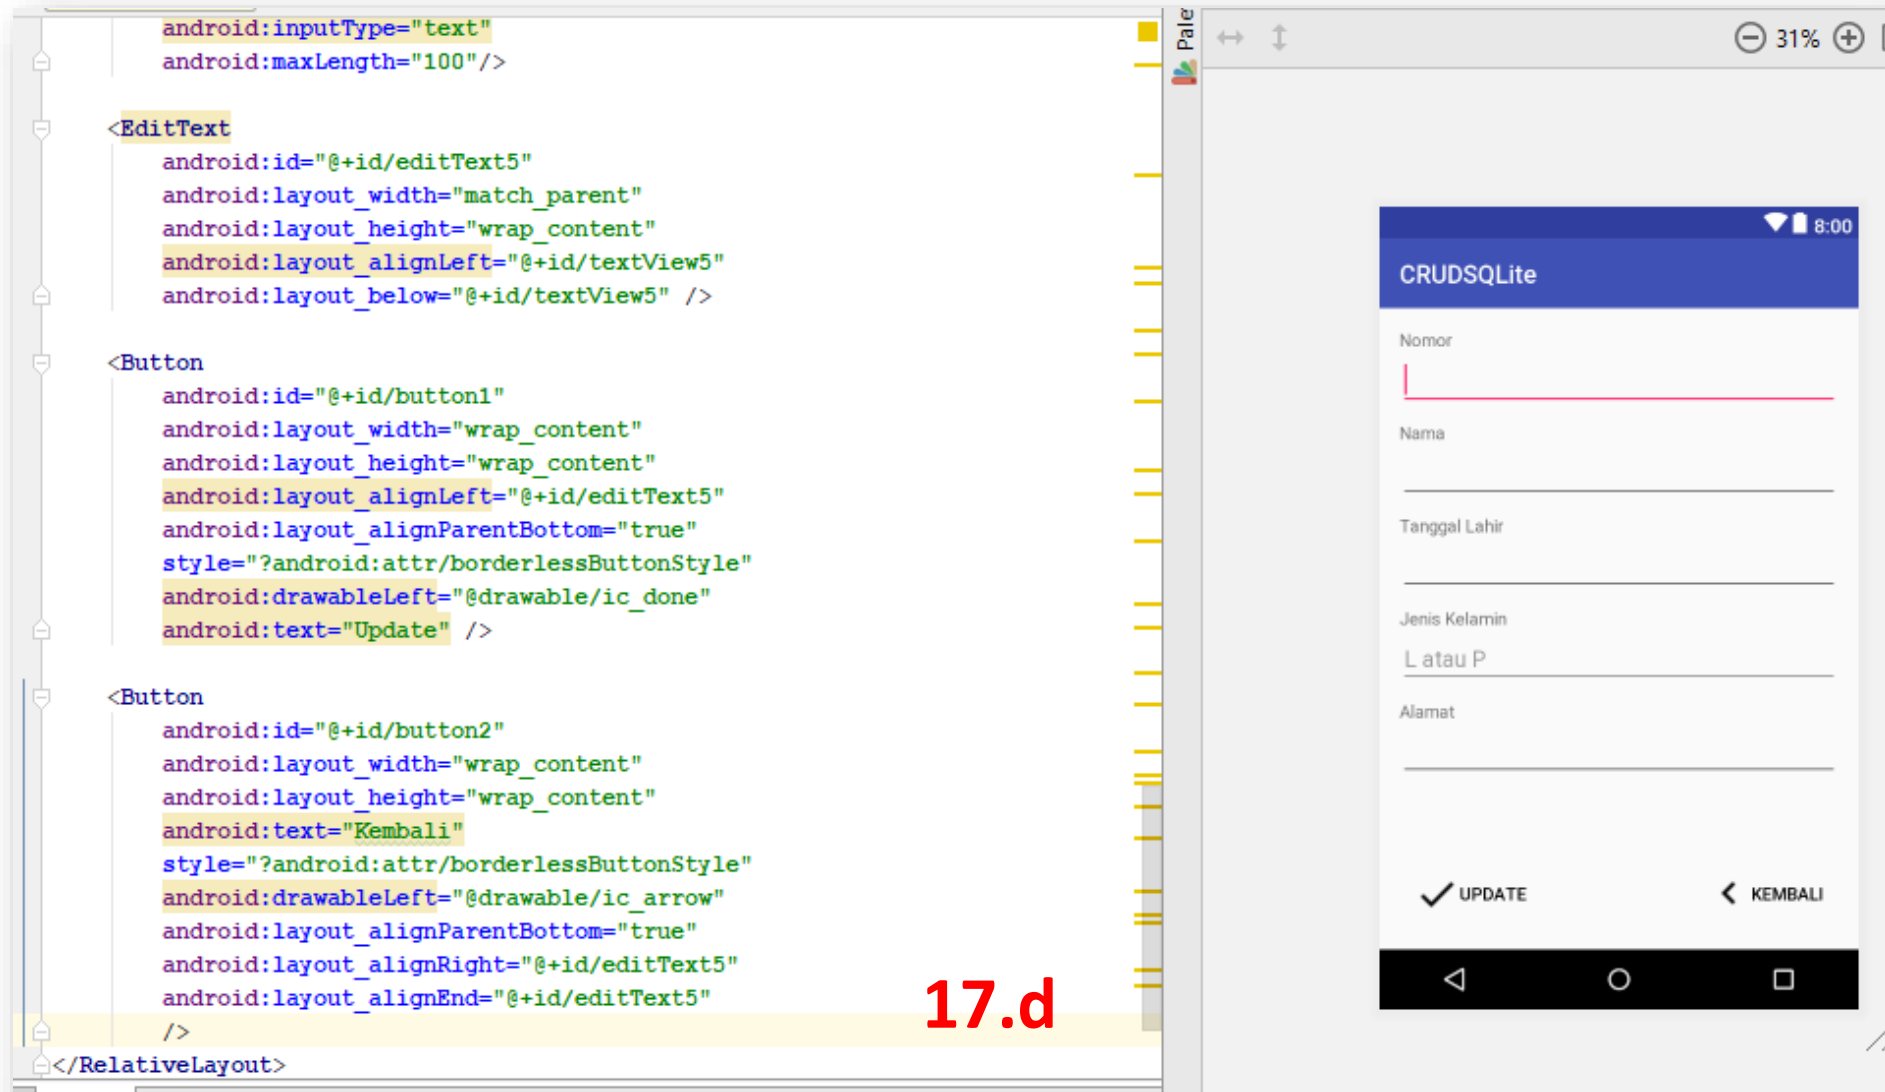 android:inputType="text"
android:maxLength="100"/>
<EditText
android:id="@+id/editText5"
android:layout_width="match_parent"
android:layout_height="wrap_content"
android:layout_alignLeft="@+id/textView5"
android:layout_below="@+id/textView5" />
<Button
android:id="@+id/button1"
android:layout_width="wrap_content"
android:layout_height="wrap_content"
android:layout_alignLeft="@+id/editText5"
android:layout_alignParentBottom="true"
style="?android:attr/borderlessButtonStyle"
android:drawableLeft="@drawable/ic_done"
android:text="Update" />
<Button
android:id="@+id/button2"
android:layout_width="wrap_content"
android:layout_height="wrap_content"
android:text="Kembali"
style="?android:attr/borderlessButtonStyle"
android:drawableLeft="@drawable/ic_arrow"
android:layout_alignParentBottom="true"
android:layout_alignRight="@+id/editText5"
android:layout_alignEnd="@+id/editText5"
/>
</RelativeLayout>
17.d
31%
8:00
CRUDSQLite
Nomor
Nama
Tanggal Lahir
Jenis Kelamin
L atau P
Alamat
UPDATE
KEMBALI